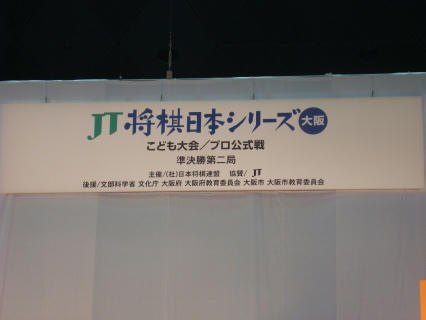 JT 将棋日本シリーズ 大阪
こども大会／プロ公式戦
準決勝第二局
主催/(社)日本将棋連盟 協賛/ JT
後援/文部科学省 文化庁 大阪府 大阪府教育委員会 大阪市 大阪市教育委員会